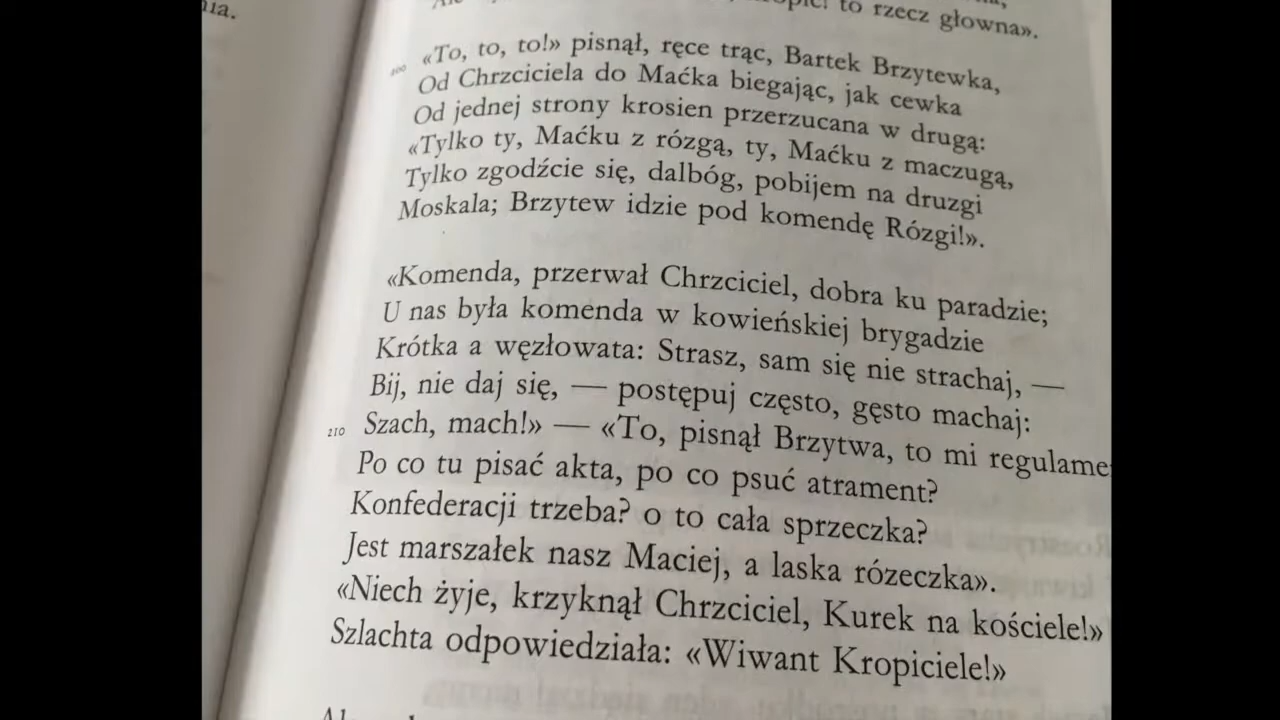 to rzecz głowna».
«To, to, to!» pisnął, ręce trąc, Bartek Brzytewka,
200 Od Chrzciciela do Maćka biegając, jak cewka
Od jednej strony krosien przerzucana w drugą:
«Tylko ty, Maćku z rózgą, ty, Maćku z maczugą,
Tylko zgodźcie się, dalbóg, pobijem na druzgi
Moskala; Brzytew idzie pod komendę Rózgi!».
«Komenda, przerwał Chrzciciel, dobra ku paradzie;
U nas była komenda w kowieńskiej brygadzie
Krótka a węzłowata: Strasz, sam się nie strachaj, —
Bij, nie daj się, — postępuj często, gęsto machaj:
210 Szach, mach!» — «To, pisnął Brzytwa, to mi regulame
Po co tu pisać akta, po co psuć atrament?
Konfederacji trzeba? o to cała sprzeczka?
Jest marszałek nasz Maciej, a laska rózeczka».
«Niech żyje, krzyknął Chrzciciel, Kurek na kościele!»
Szlachta odpowiedziała: «Wiwant Kropiciele!»